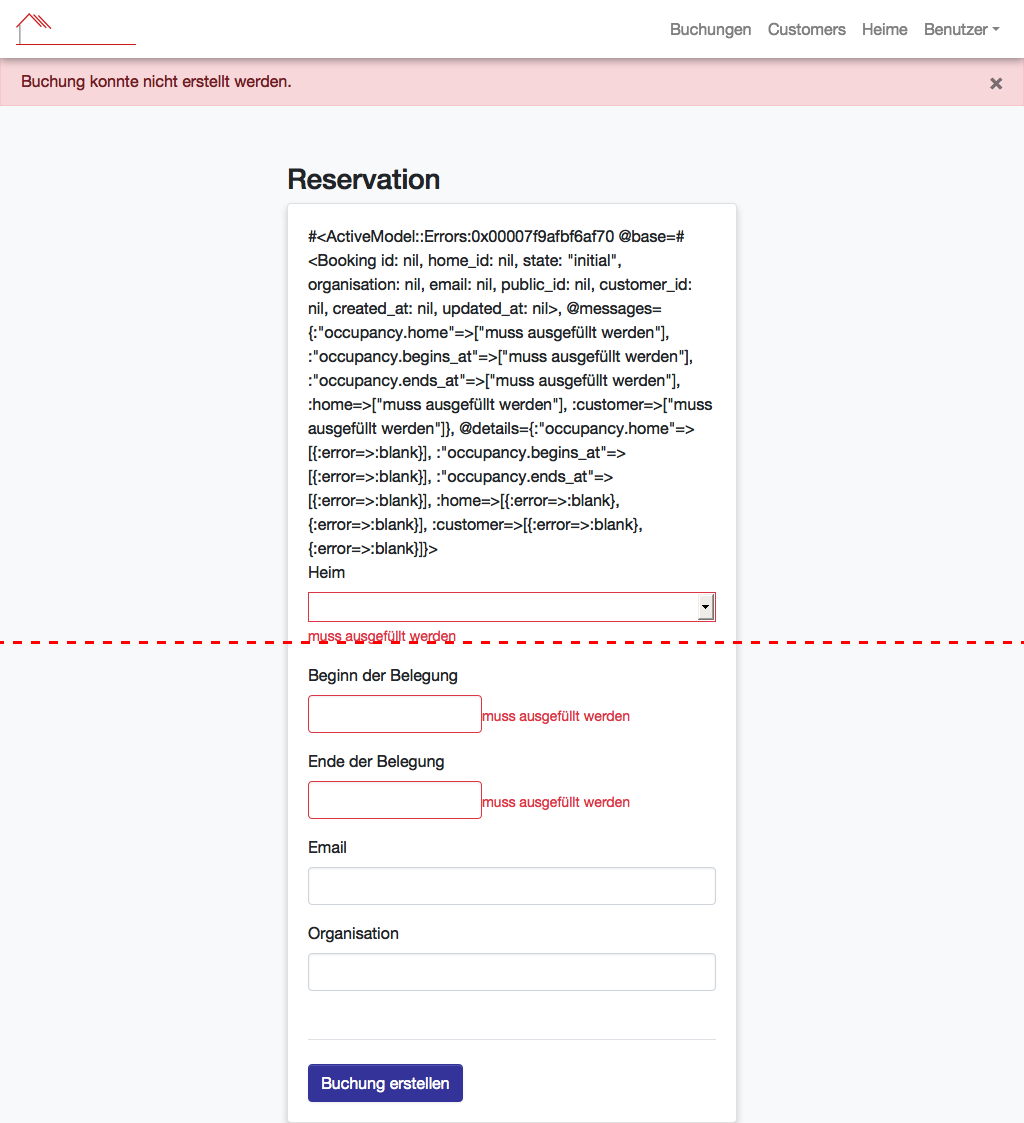 Buchungen Customers Heime Benutzer
Buchung konnte nicht erstellt werden.
×
Reservation
#<ActiveModel::Errors:0x00007f9afbf6af70 @base=#
<Booking id: nil, home_id: nil, state: "initial",
organisation: nil, email: nil, public_id: nil, customer_id:
nil, created_at: nil, updated_at: nil>, @messages=
{:"occupancy.home"=>["muss ausgefüllt werden"],
:"occupancy.begins_at"=>["muss ausgefüllt werden"],
:"occupancy.ends_at"=>["muss ausgefüllt werden"],
:home=>["muss ausgefüllt werden"], :customer=>["muss
ausgefüllt werden"]}, @details={:"occupancy.home"=>
[{:error=>:blank}], :"occupancy.begins_at"=>
[{:error=>:blank}], :"occupancy.ends_at"=>
[{:error=>:blank}], :home=>[{:error=>:blank},
{:error=>:blank}], :customer=>[{:error=>:blank},
{:error=>:blank}]}>
Heim
muss ausgefüllt werden
Beginn der Belegung
muss ausgefüllt werden
Ende der Belegung
muss ausgefüllt werden
Email
Organisation
Buchung erstellen